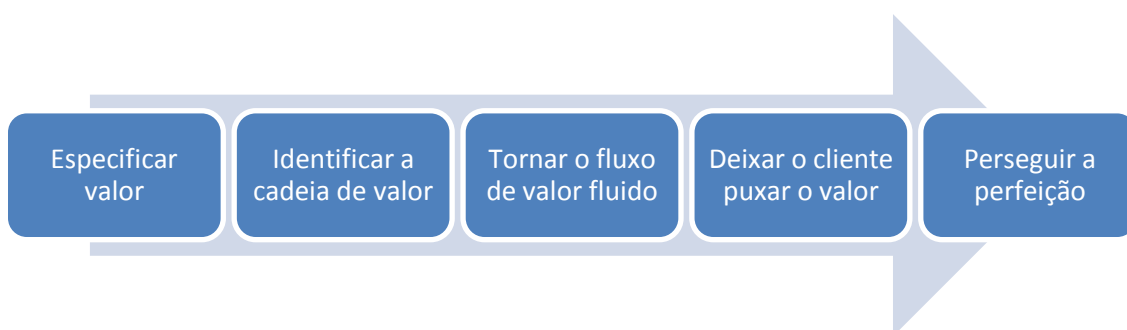 Especificar
valor
Identificar a
cadeia de valor
Tornar o fluxo
de valor fluido
Deixar o cliente
puxar o valor
Perseguir a
perfeição